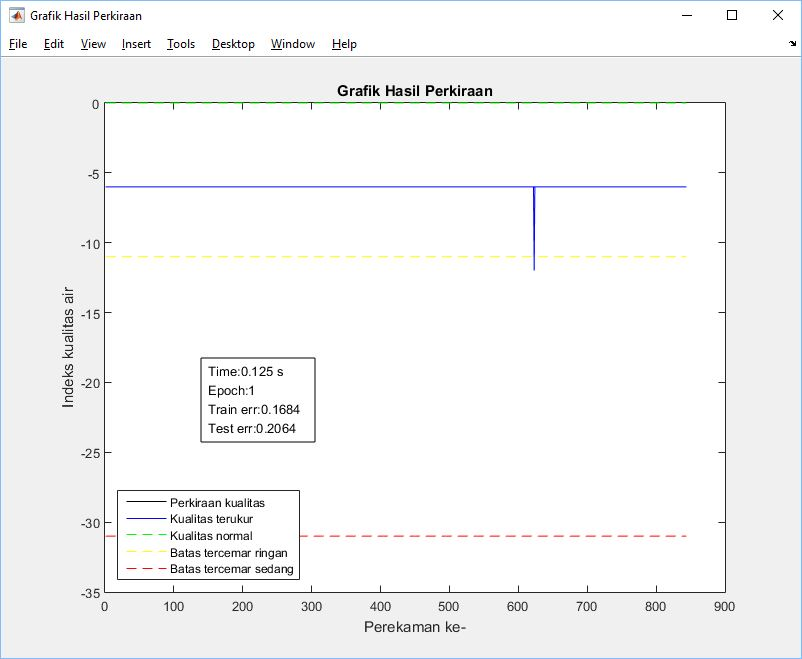 Grafik Hasil Perkiraan
File Edit View Insert Tools Desktop Window Help
Grafik Hasil Perkiraan
0
-5
-10
-15
-20
-25
-30
-35
Indeks kualitas air
Time:0.125 s
Epoch:1
Train err:0.1684
Test err:0.2064
Perkiraan kualitas
Kualitas terukur
Kualitas normal
Batas tercemar ringan
Batas tercemar sedang
0 100 200 300 400 500 600 700 800 900
Perekaman ke-